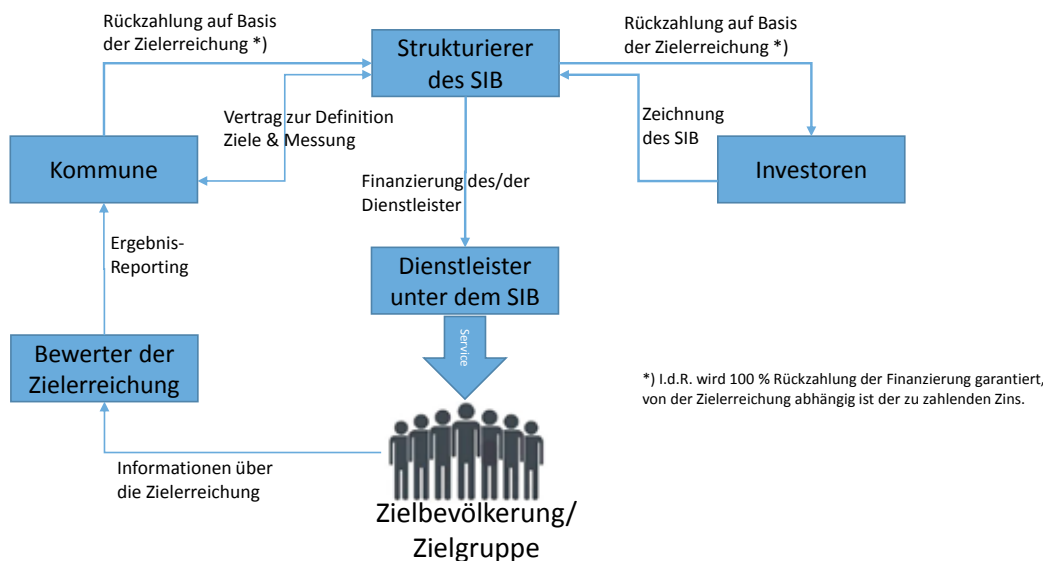 Rückzahlung auf Basis
der Zielerreichung *)
Strukturierer
des SIB
Rückzahlung auf Basis
der Zielerreichung *)
Vertrag zur Definition
Ziele & Messung
Zeichnung
des SIB
Kommune
Investoren
Finanzierung des/der
Dienstleister
Ergebnis-
Reporting
Dienstleister
unter dem SIB
Service
Bewerter der
Zielerreichung
*) I.d.R. wird 100 % Rückzahlung der Finanzierung garantiert,
von der Zielerreichung abhängig ist der zu zahlenden Zins.
Informationen über
die Zielerreichung
Zielbevölkerung/
Zielgruppe